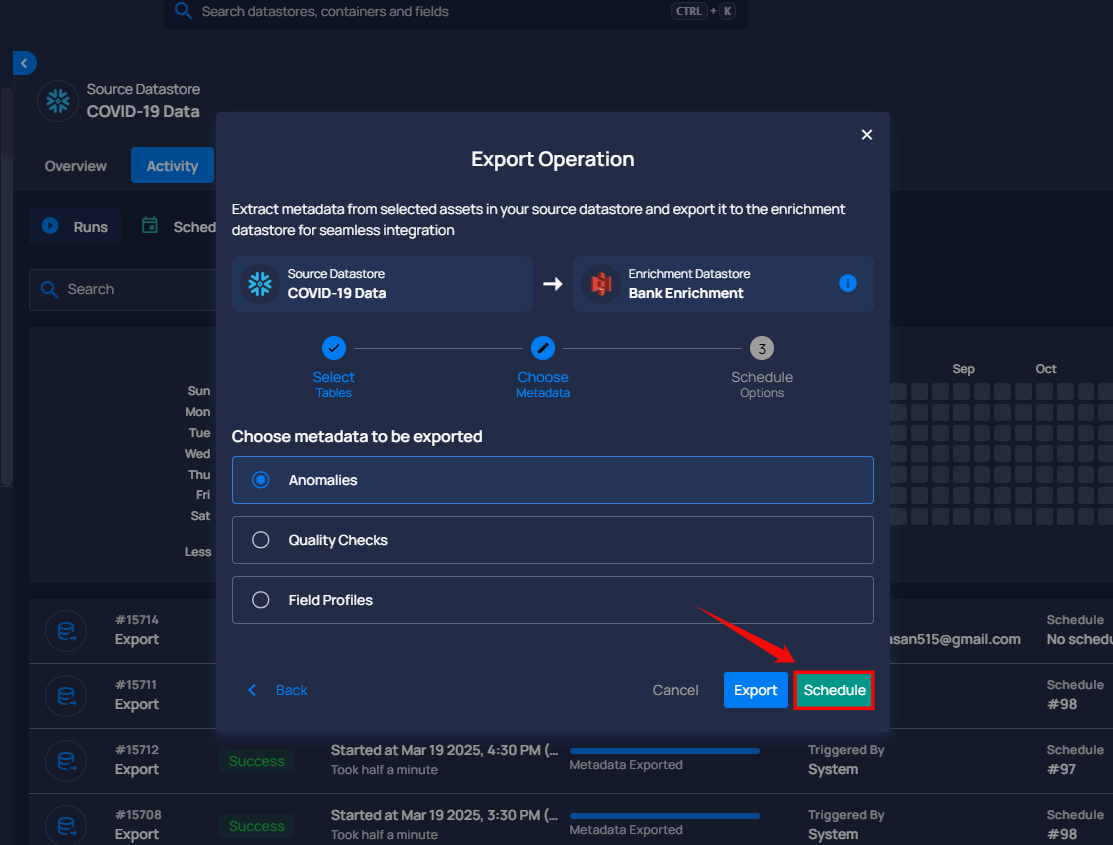 Search datastores, containers and fields
CTRL + K
Source Datastore
COVID-19 Data
Overview
Activity
Runs
Sched
Search
Export Operation
Extract metadata from selected assets in your source datastore and export it to the enrichment
datastore for seamless integration
Source Datastore
COVID-19 Data
Enrichment Datastore
Bank Enrichment
3
Select
Tables
Choose
Metadata
Schedule
Options
Choose metadata to be exported
Anomalies
Quality Checks
Field Profiles
Back
Cancel
Export
Schedule
Sep
Oct
Sun
Mon
Tue
Wed
Thu
Fri
Sat
Less
#15714
Export
asan515@gmail.com
Schedule
No schedu
#15711
Export
Schedule
#98
#15712
Export
Success
Started at Mar 19 2025, 4:30 PM (...
Took half a minute
Metadata Exported
Triggered By
System
Schedule
#97
#15708
Export
Success
Started at Mar 19 2025, 3:30 PM (...
Took half a minute
Metadata Exported
Triggered By
System
Schedule
#98